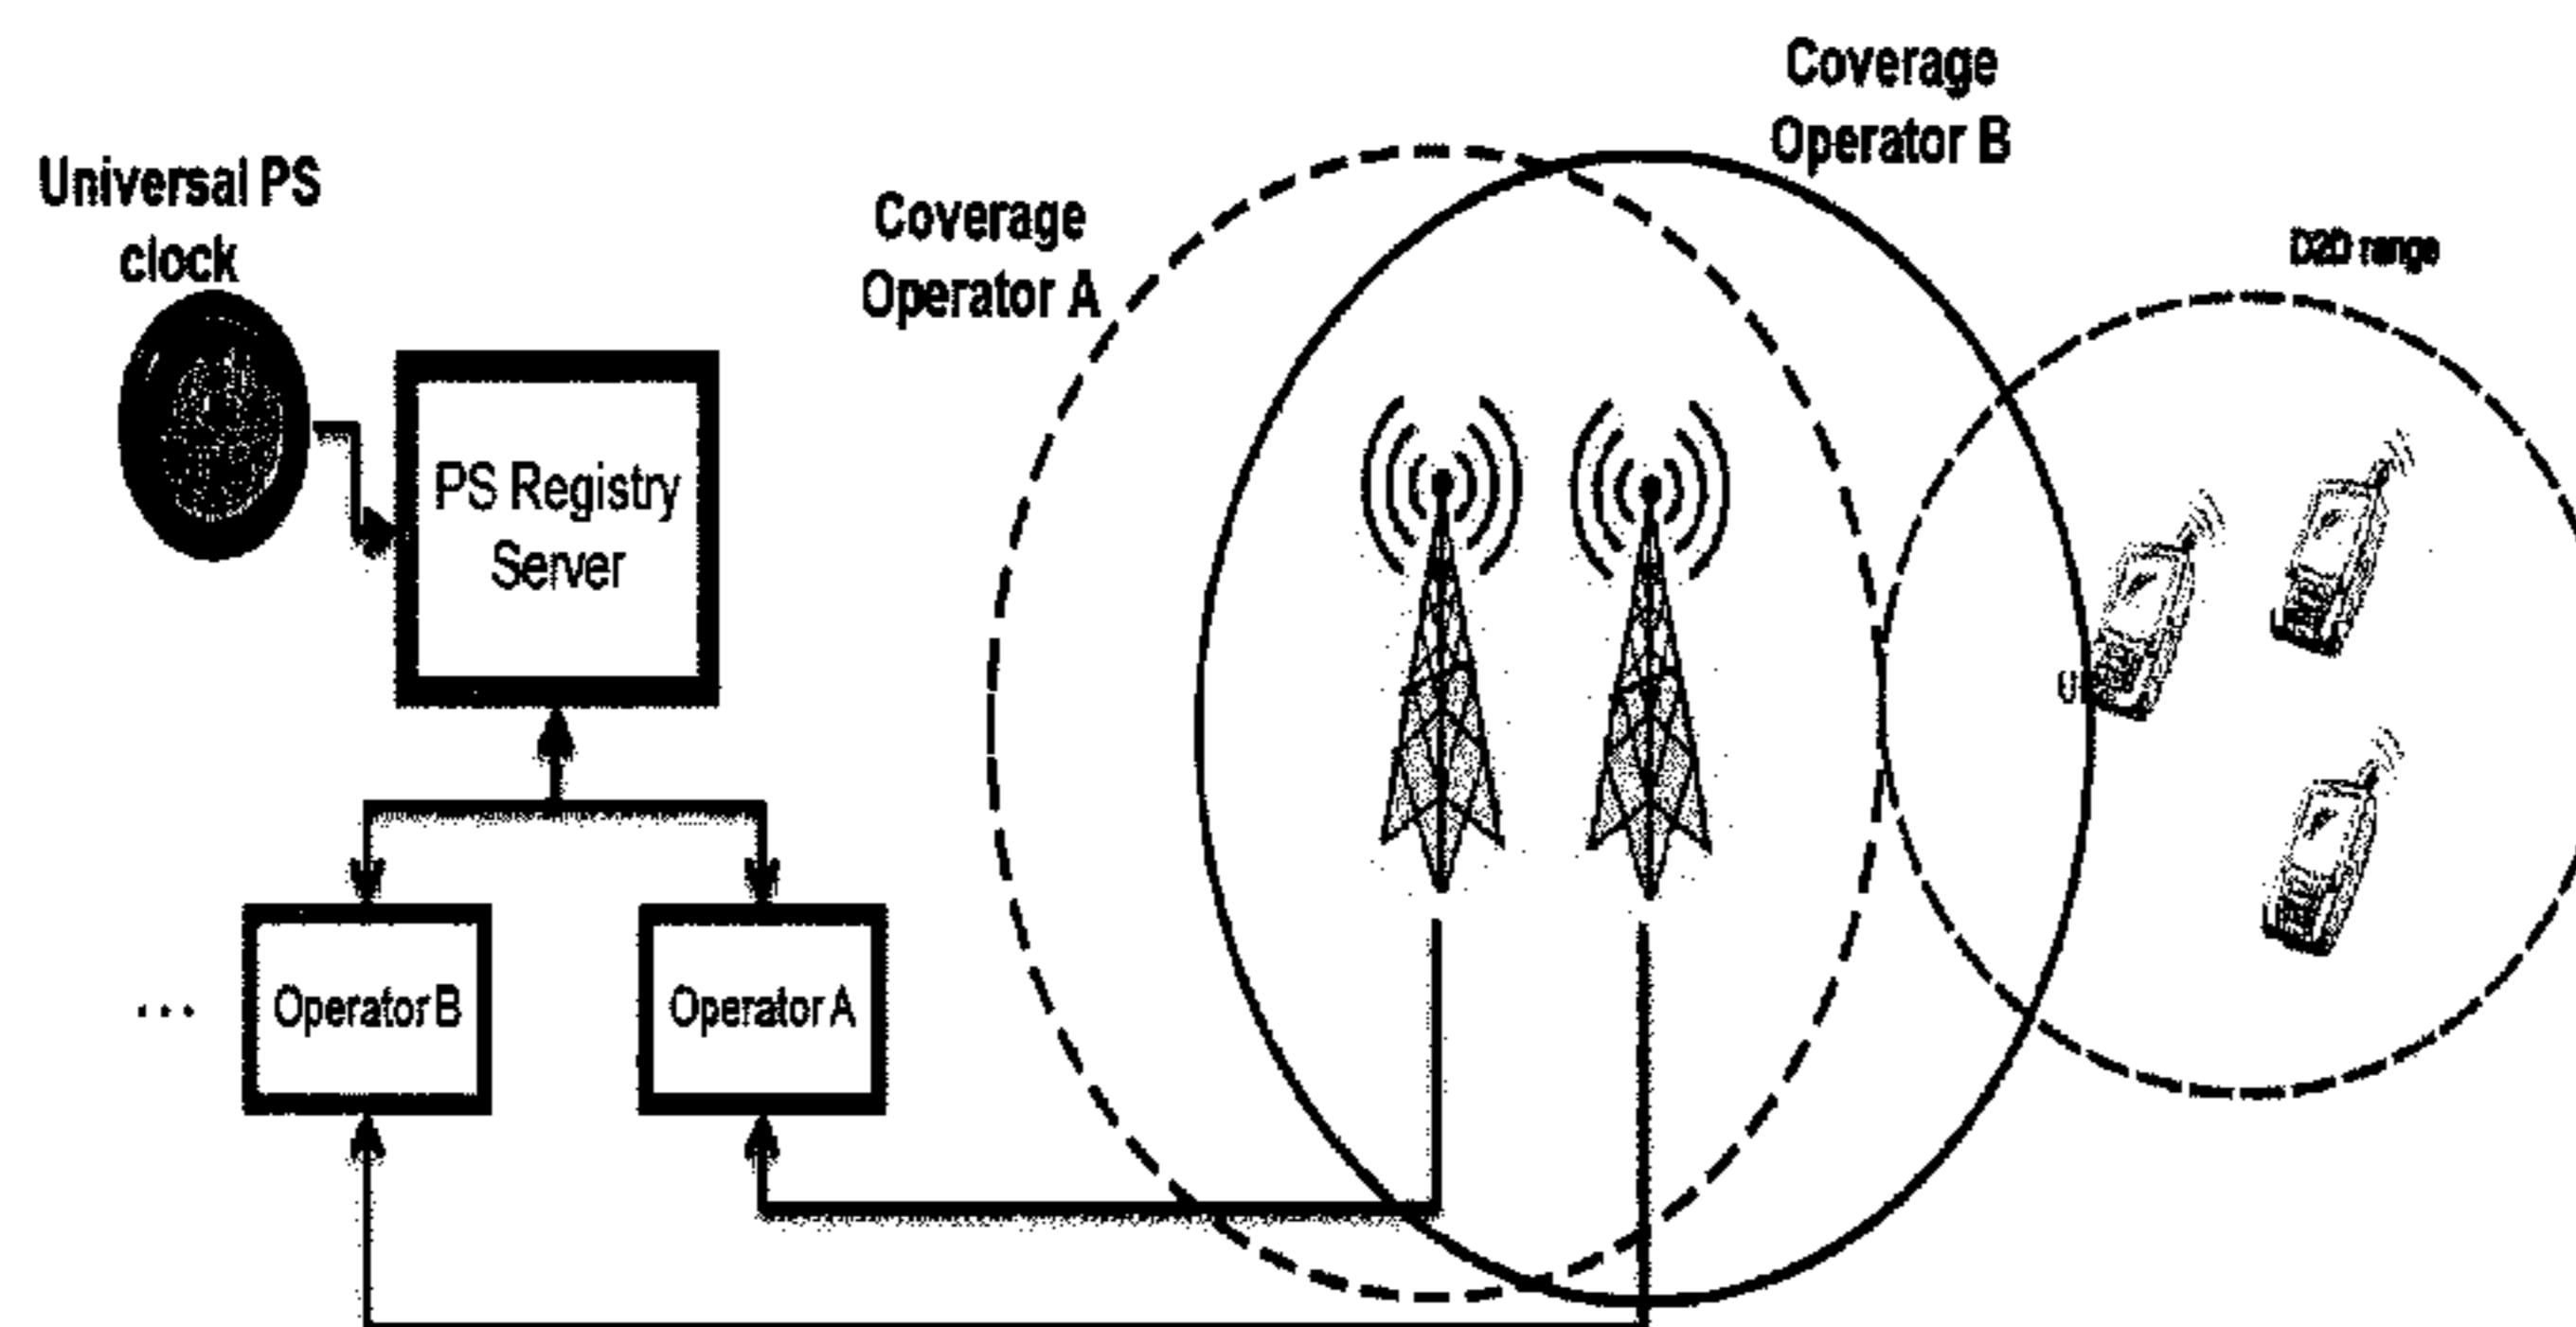 Coverage
Operator B
Universal PS
clock
Coverage
Operator A
D2D range
PS Registry
Server
...
Operator B
Operator A